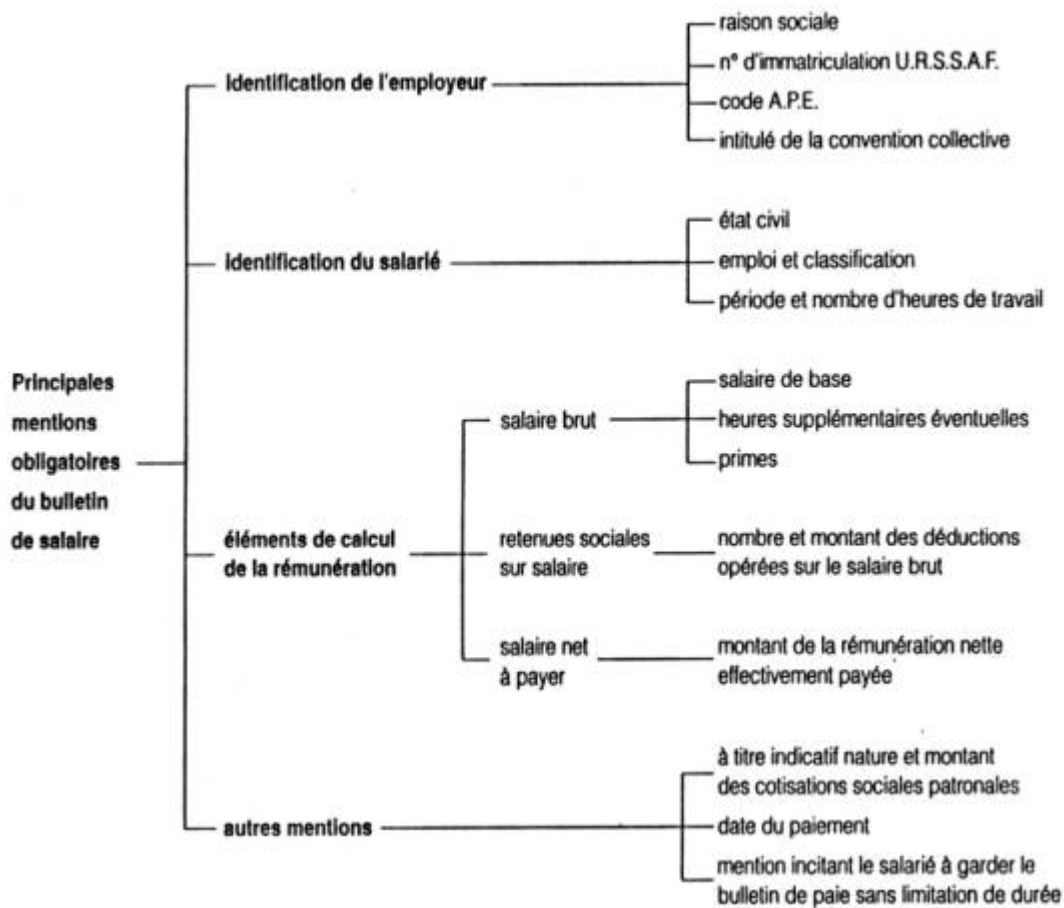 Principales
mentions
obligatoires
du bulletin
de salaire
identification de l'employeur
raison sociale
n° d'immatriculation U.R.S.S.A.F.
code A.P.E.
intitulé de la convention collective
identification du salarié
état civil
emploi et classification
période et nombre d'heures de travail
éléments de calcul
de la rémunération
salaire brut
salaire de base
heures supplémentaires éventuelles
primes
retenues sociales
sur salaire
nombre et montant des déductions
opérées sur le salaire brut
salaire net
à payer
montant de la rémunération nette
effectivement payée
autres mentions
à titre indicatif nature et montant
des cotisations sociales patronales
date du paiement
mention incitant le salarié à garder le
bulletin de paie sans limitation de durée